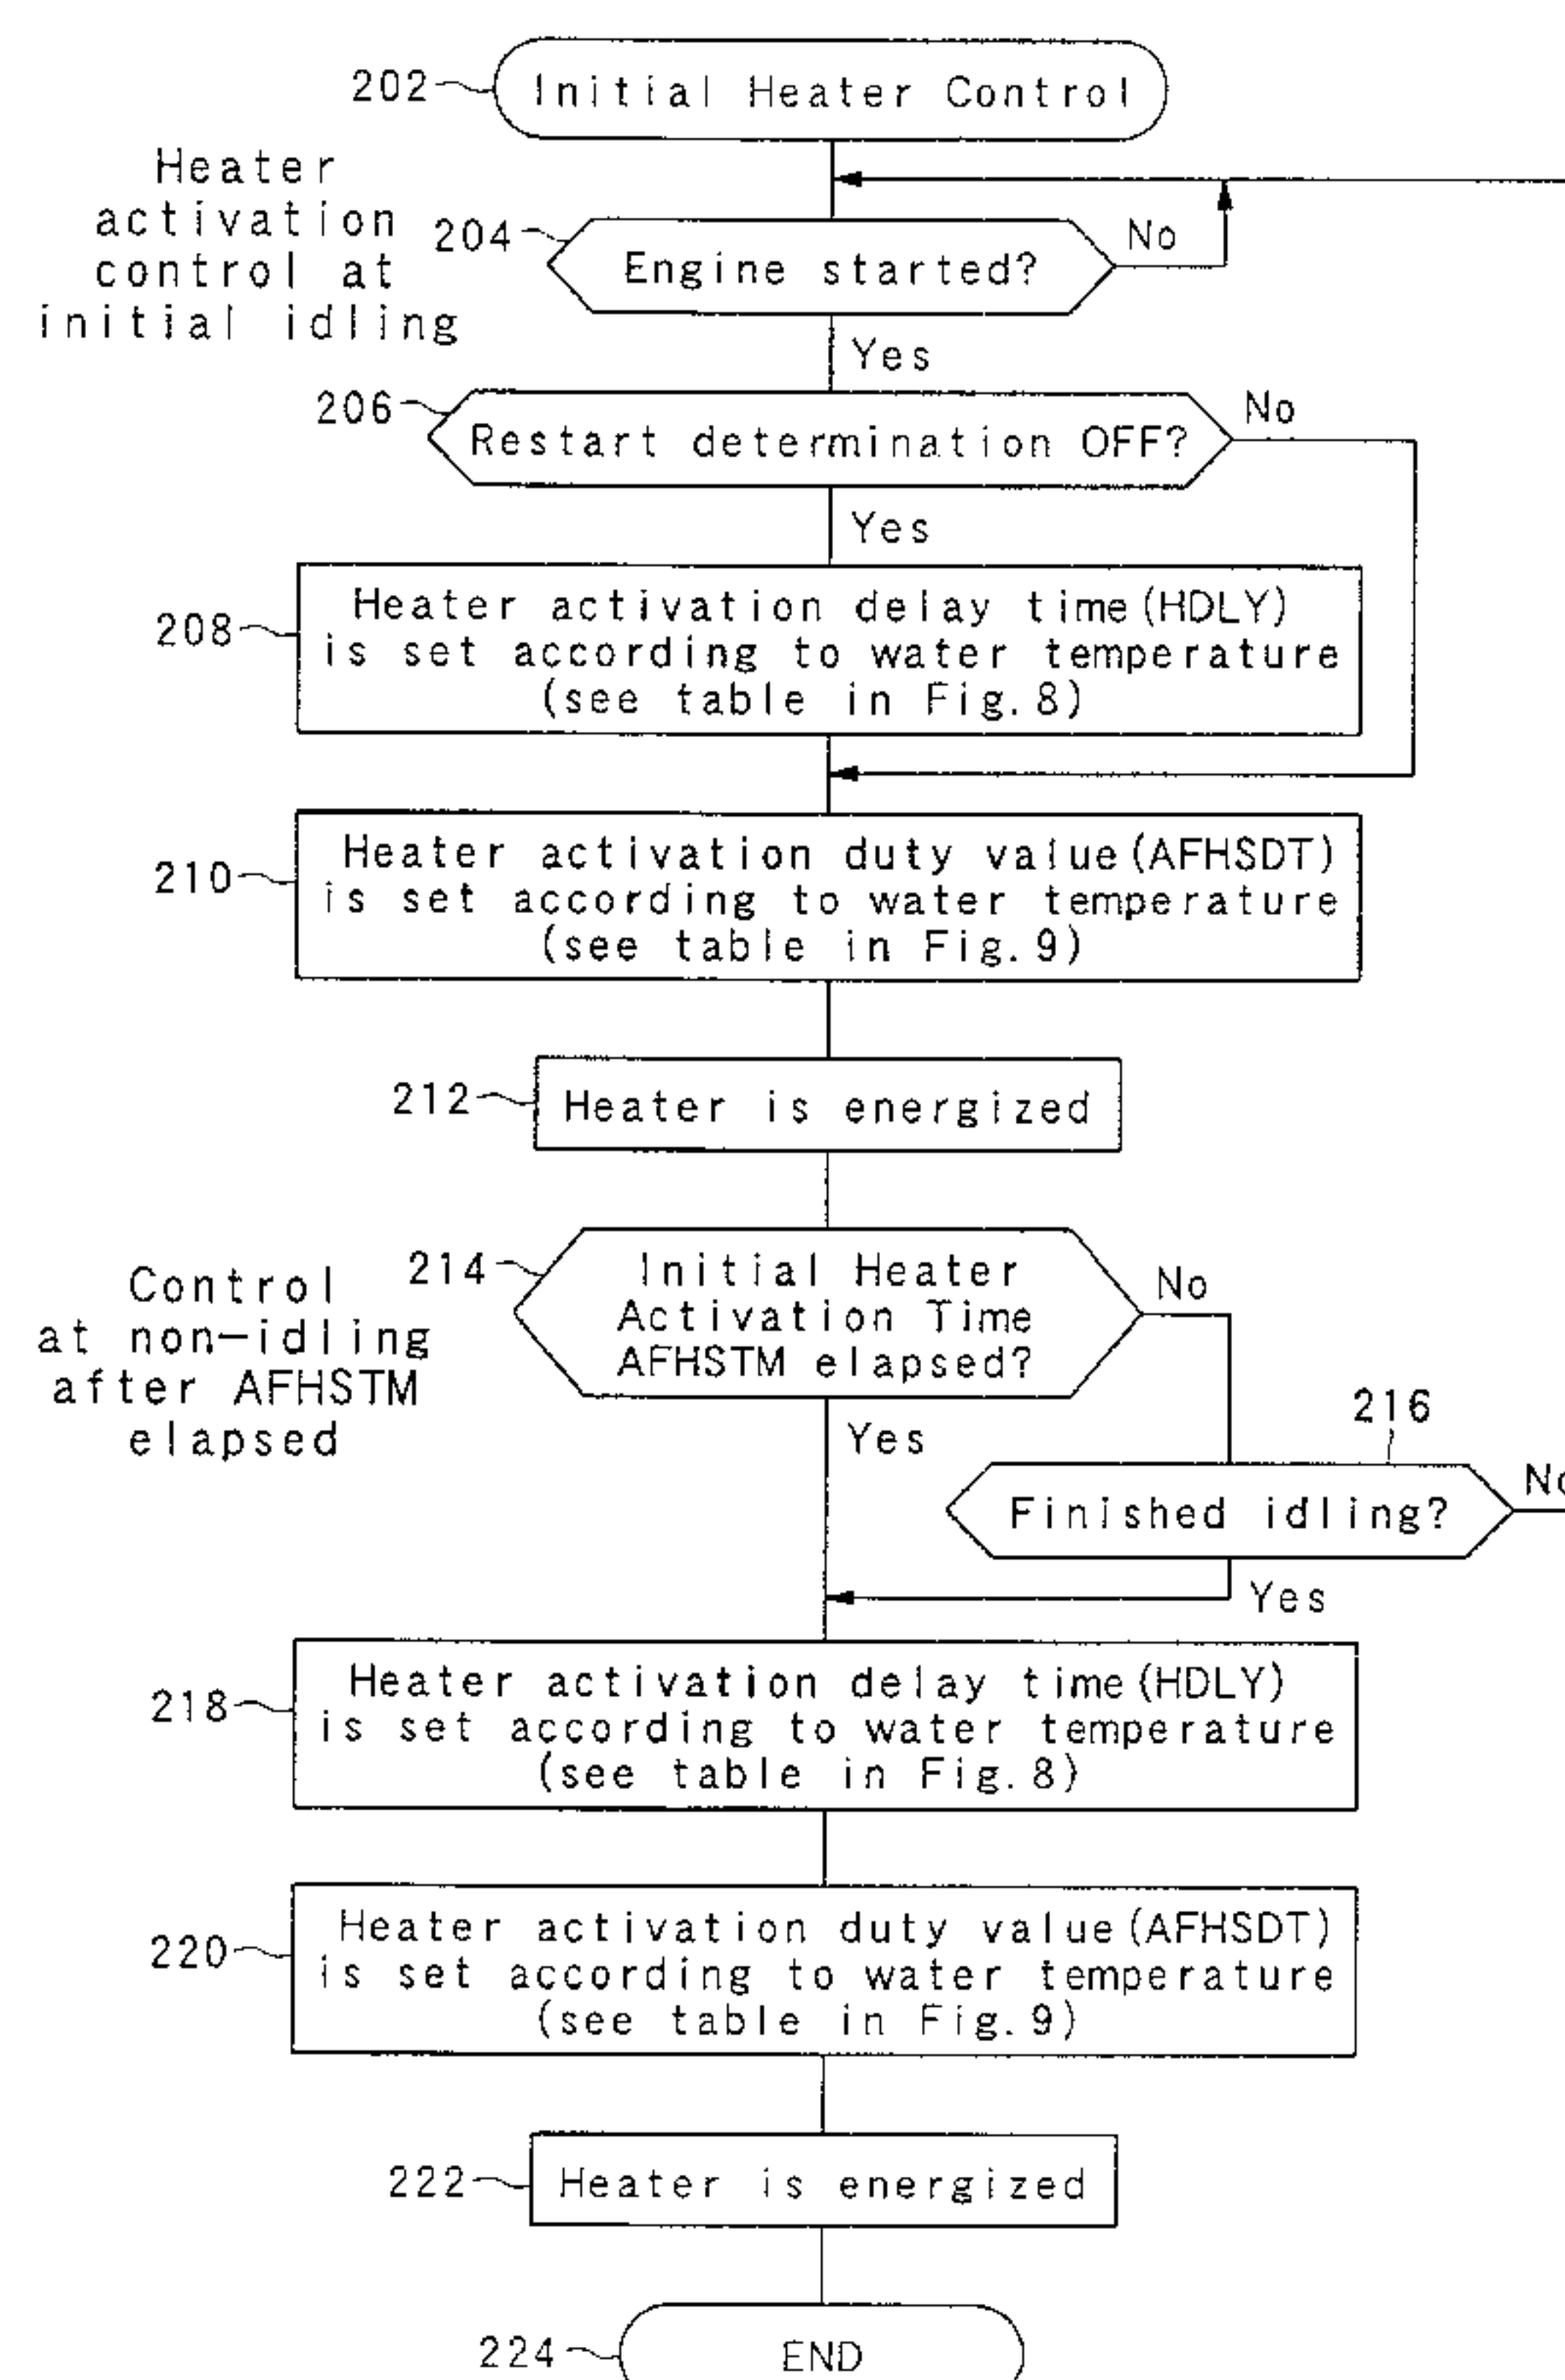 202
Initial Heater Control
Heater
activation
control at
initial idling
204
Engine started?
No
Yes
206
Restart determination OFF?
No
Yes
208
Heater activation delay time(HDLY)
is set according to water temperature
(see table in Fig.8)
210
Heater activation duty value(AFHSDT)
is set according to water temperature
(see table in Fig.9)
212
Heater is energized
Control
at non-idling
after AFHSTM
elapsed
214
Initial Heater
Activation Time
AFHSTM elapsed?
No
Yes
216
Finished idling?
No
Yes
218
Heater activation delay time(HDLY)
is set according to water temperature
(see table in Fig.8)
220
Heater activation duty value(AFHSDT)
is set according to water temperature
(see table in Fig.9)
222
Heater is energized
224
END